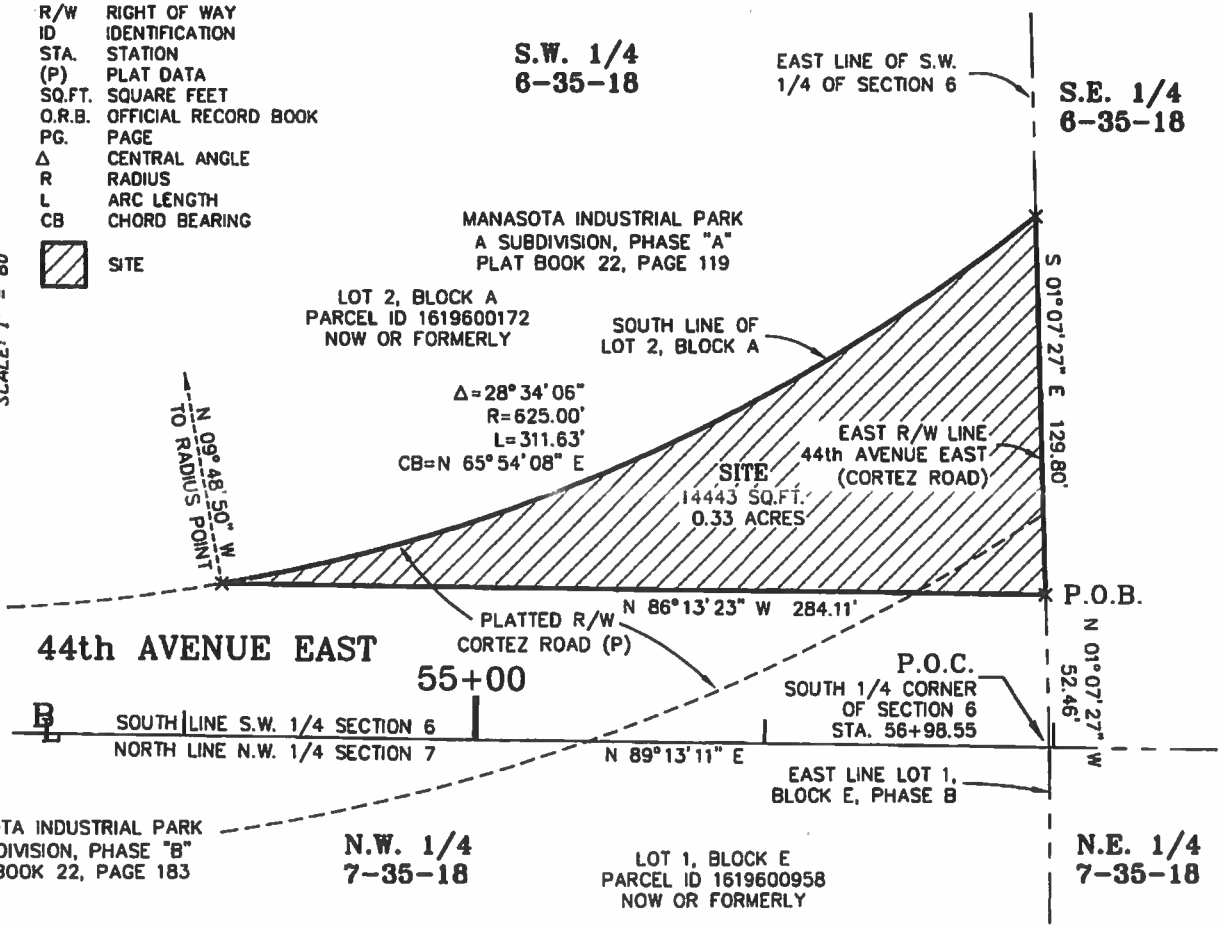 R/W RIGHT OF WAY
ID IDENTIFICATION
STA. STATION
(P) PLAT DATA
SQ.FT. SQUARE FEET
O.R.B. OFFICIAL RECORD BOOK
PG. PAGE
Δ CENTRAL ANGLE
R RADIUS
L ARC LENGTH
CB CHORD BEARING
SITE
S.W. 1/4
6-35-18
EAST LINE OF S.W.
1/4 OF SECTION 6
S.E. 1/4
6-35-18
MANASOTA INDUSTRIAL PARK
A SUBDIVISION, PHASE "A"
PLAT BOOK 22, PAGE 119
LOT 2, BLOCK A
PARCEL ID 1619600172
NOW OR FORMERLY
SOUTH LINE OF
LOT 2, BLOCK A
Δ=28°34'06"
R=625.00'
L=311.63'
CB=N 65°54'08" E
N 09°48'50" W
TO RADIUS POINT
S 01°07'27" E 129.80'
EAST R/W LINE
44th AVENUE EAST
(CORTEZ ROAD)
SITE
14443 SQ.FT.
0.33 ACRES
N 86°13'23" W 284.11'
P.O.B.
PLATTED R/W
CORTEZ ROAD (P)
44th AVENUE EAST
55+00
P.O.C.
SOUTH 1/4 CORNER
OF SECTION 6
STA. 56+98.55
N 01°07'27" W
52.46'
BL
SOUTH LINE S.W. 1/4 SECTION 6
NORTH LINE N.W. 1/4 SECTION 7
N 89°13'11" E
EAST LINE LOT 1,
BLOCK E, PHASE B
TA INDUSTRIAL PARK
DIVISION, PHASE "B"
BOOK 22, PAGE 183
N.W. 1/4
7-35-18
LOT 1, BLOCK E
PARCEL ID 1619600958
NOW OR FORMERLY
N.E. 1/4
7-35-18